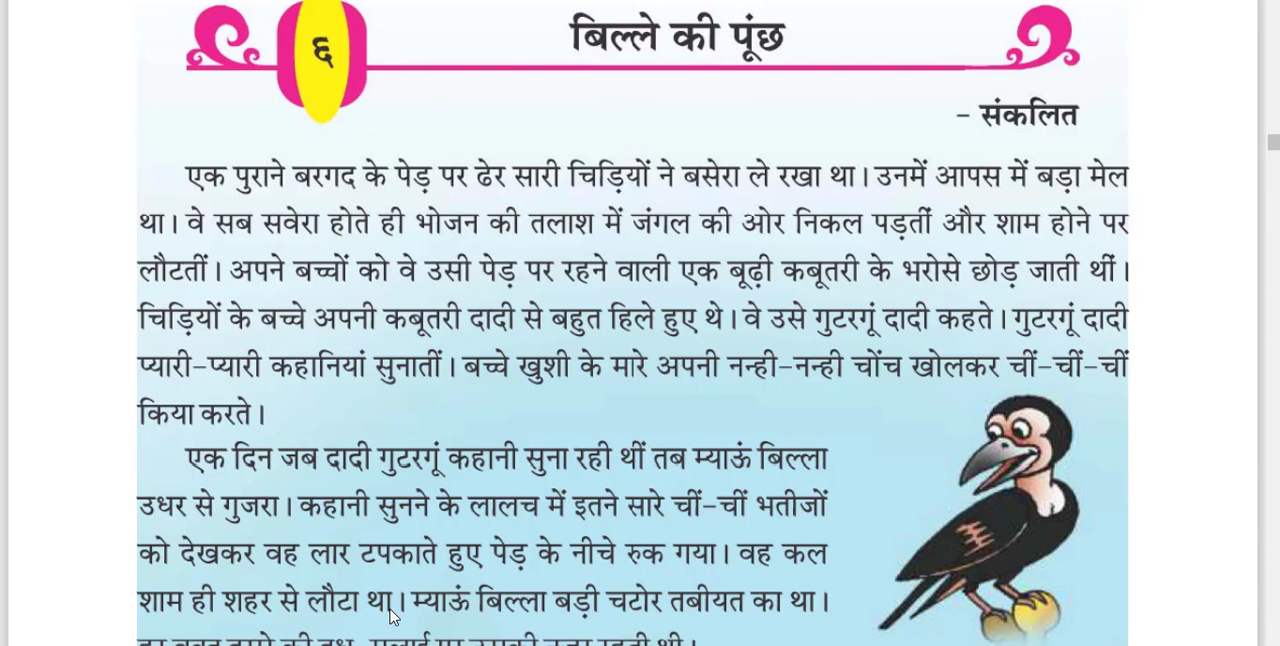 ६
बिल्ले की पूंछ
- संकलित
एक पुराने बरगद के पेड़ पर ढेर सारी चिड़ियों ने बसेरा ले रखा था। उनमें आपस में बड़ा मेल
था। वे सब सवेरा होते ही भोजन की तलाश में जंगल की ओर निकल पड़तीं और शाम होने पर
लौटतीं। अपने बच्चों को वे उसी पेड़ पर रहने वाली एक बूढ़ी कबूतरी के भरोसे छोड़ जाती थीं।
चिड़ियों के बच्चे अपनी कबूतरी दादी से बहुत हिले हुए थे। वे उसे गुटरगूं दादी कहते। गुटरगूं दादी
प्यारी-प्यारी कहानियां सुनातीं। बच्चे खुशी के मारे अपनी नन्ही-नन्ही चोंच खोलकर चीं-चीं-चीं
किया करते।
एक दिन जब दादी गुटरगूं कहानी सुना रही थीं तब म्याऊं बिल्ला
उधर से गुजरा। कहानी सुनने के लालच में इतने सारे चीं-चीं भतीजों
को देखकर वह लार टपकाते हुए पेड़ के नीचे रुक गया। वह कल
शाम ही शहर से लौटा था। म्याऊं बिल्ला बड़ी चटोर तबीयत का था।